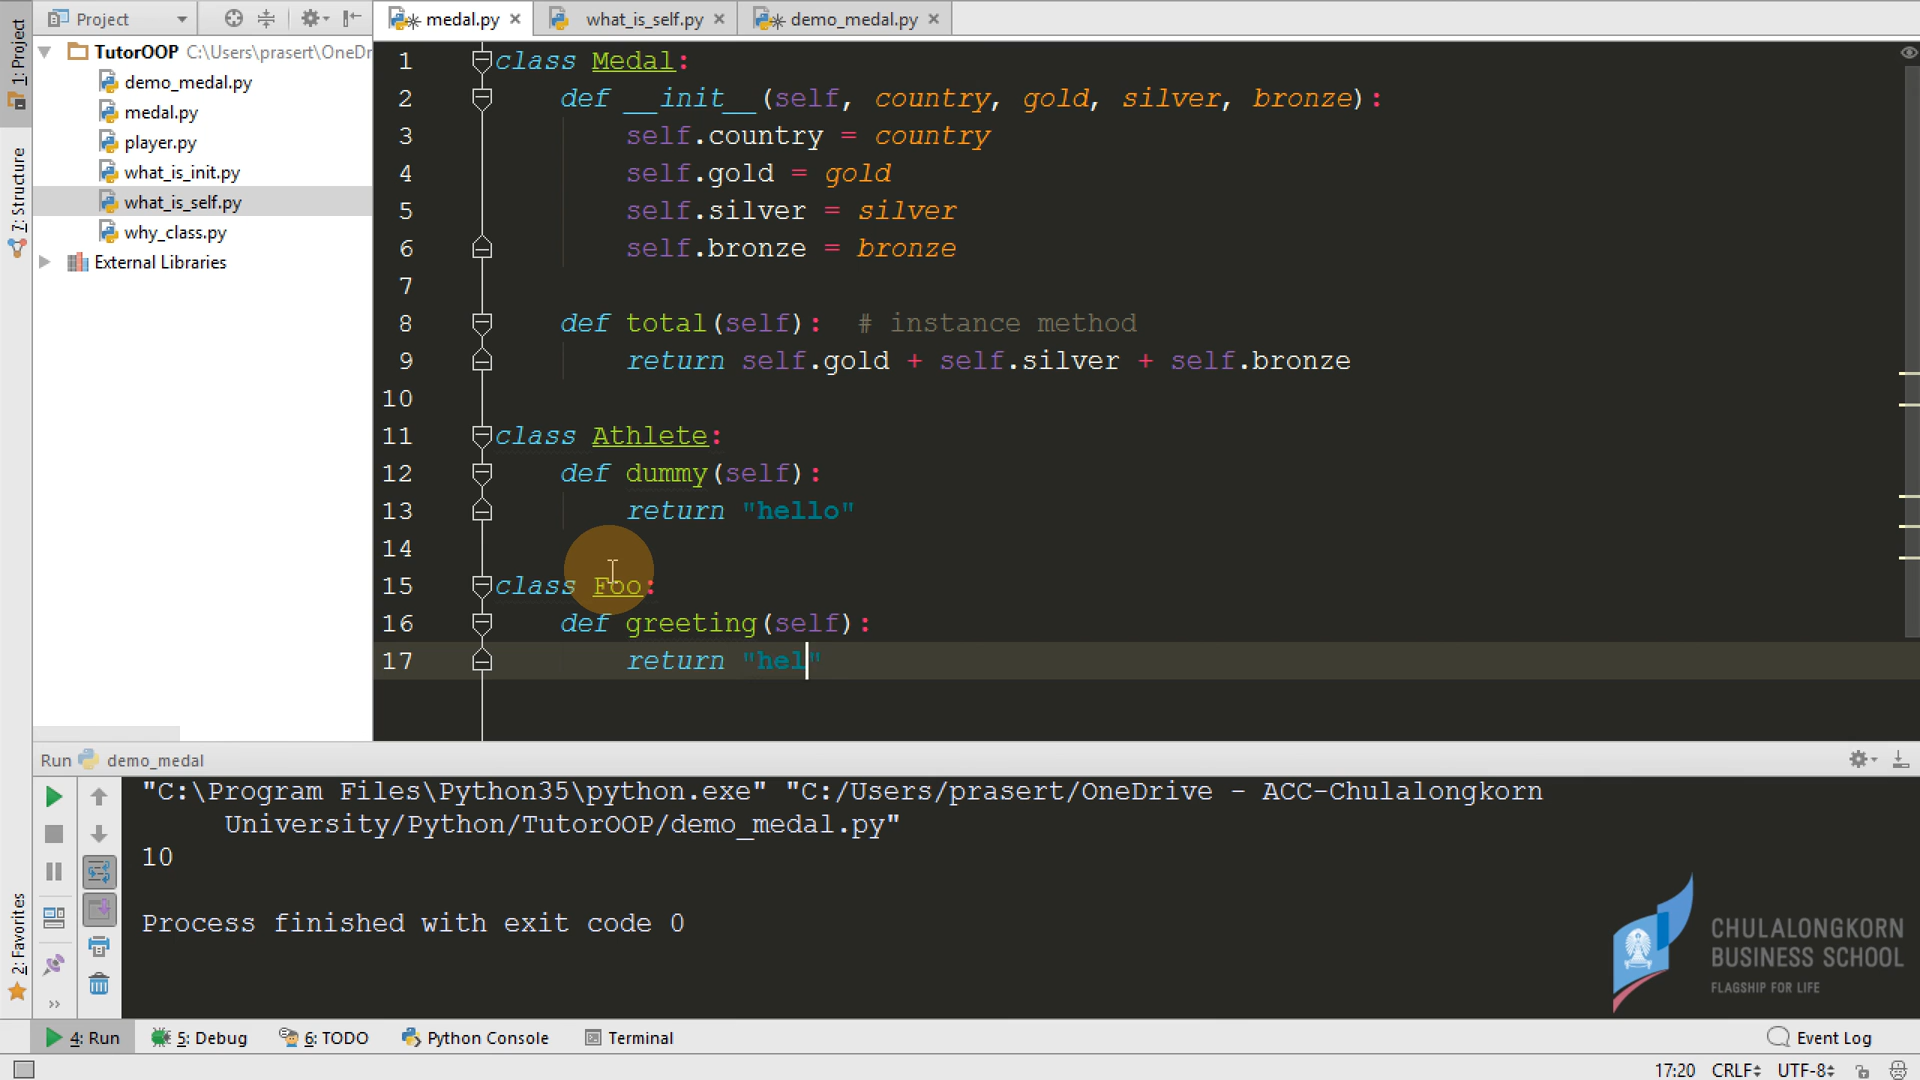 1: Project
7: Structure
2: Favorites
Project
medal.py
what_is_self.py
demo_medal.py
TutorOOP C:\Users\prasert\OneDr
demo_medal.py
medal.py
player.py
what_is_init.py
what_is_self.py
why_class.py
External Libraries
1 class Medal:
2 def __init__(self, country, gold, silver, bronze):
3 self.country = country
4 self.gold = gold
5 self.silver = silver
6 self.bronze = bronze
7
8 def total(self): # instance method
9 return self.gold + self.silver + self.bronze
10
11 class Athlete:
12 def dummy(self):
13 return "hello"
14
15 class Foo:
16 def greeting(self):
17 return "hel"
Run demo_medal
"C:\Program Files\Python35\python.exe" "C:/Users/prasert/OneDrive - ACC-Chulalongkorn
University/Python/TutorOOP/demo_medal.py"
10
Process finished with exit code 0
CHULALONGKORN
BUSINESS SCHOOL
FLAGSHIP FOR LIFE
4: Run
5: Debug
6: TODO
Python Console
Terminal
Event Log
17:20 CRLF UTF-8